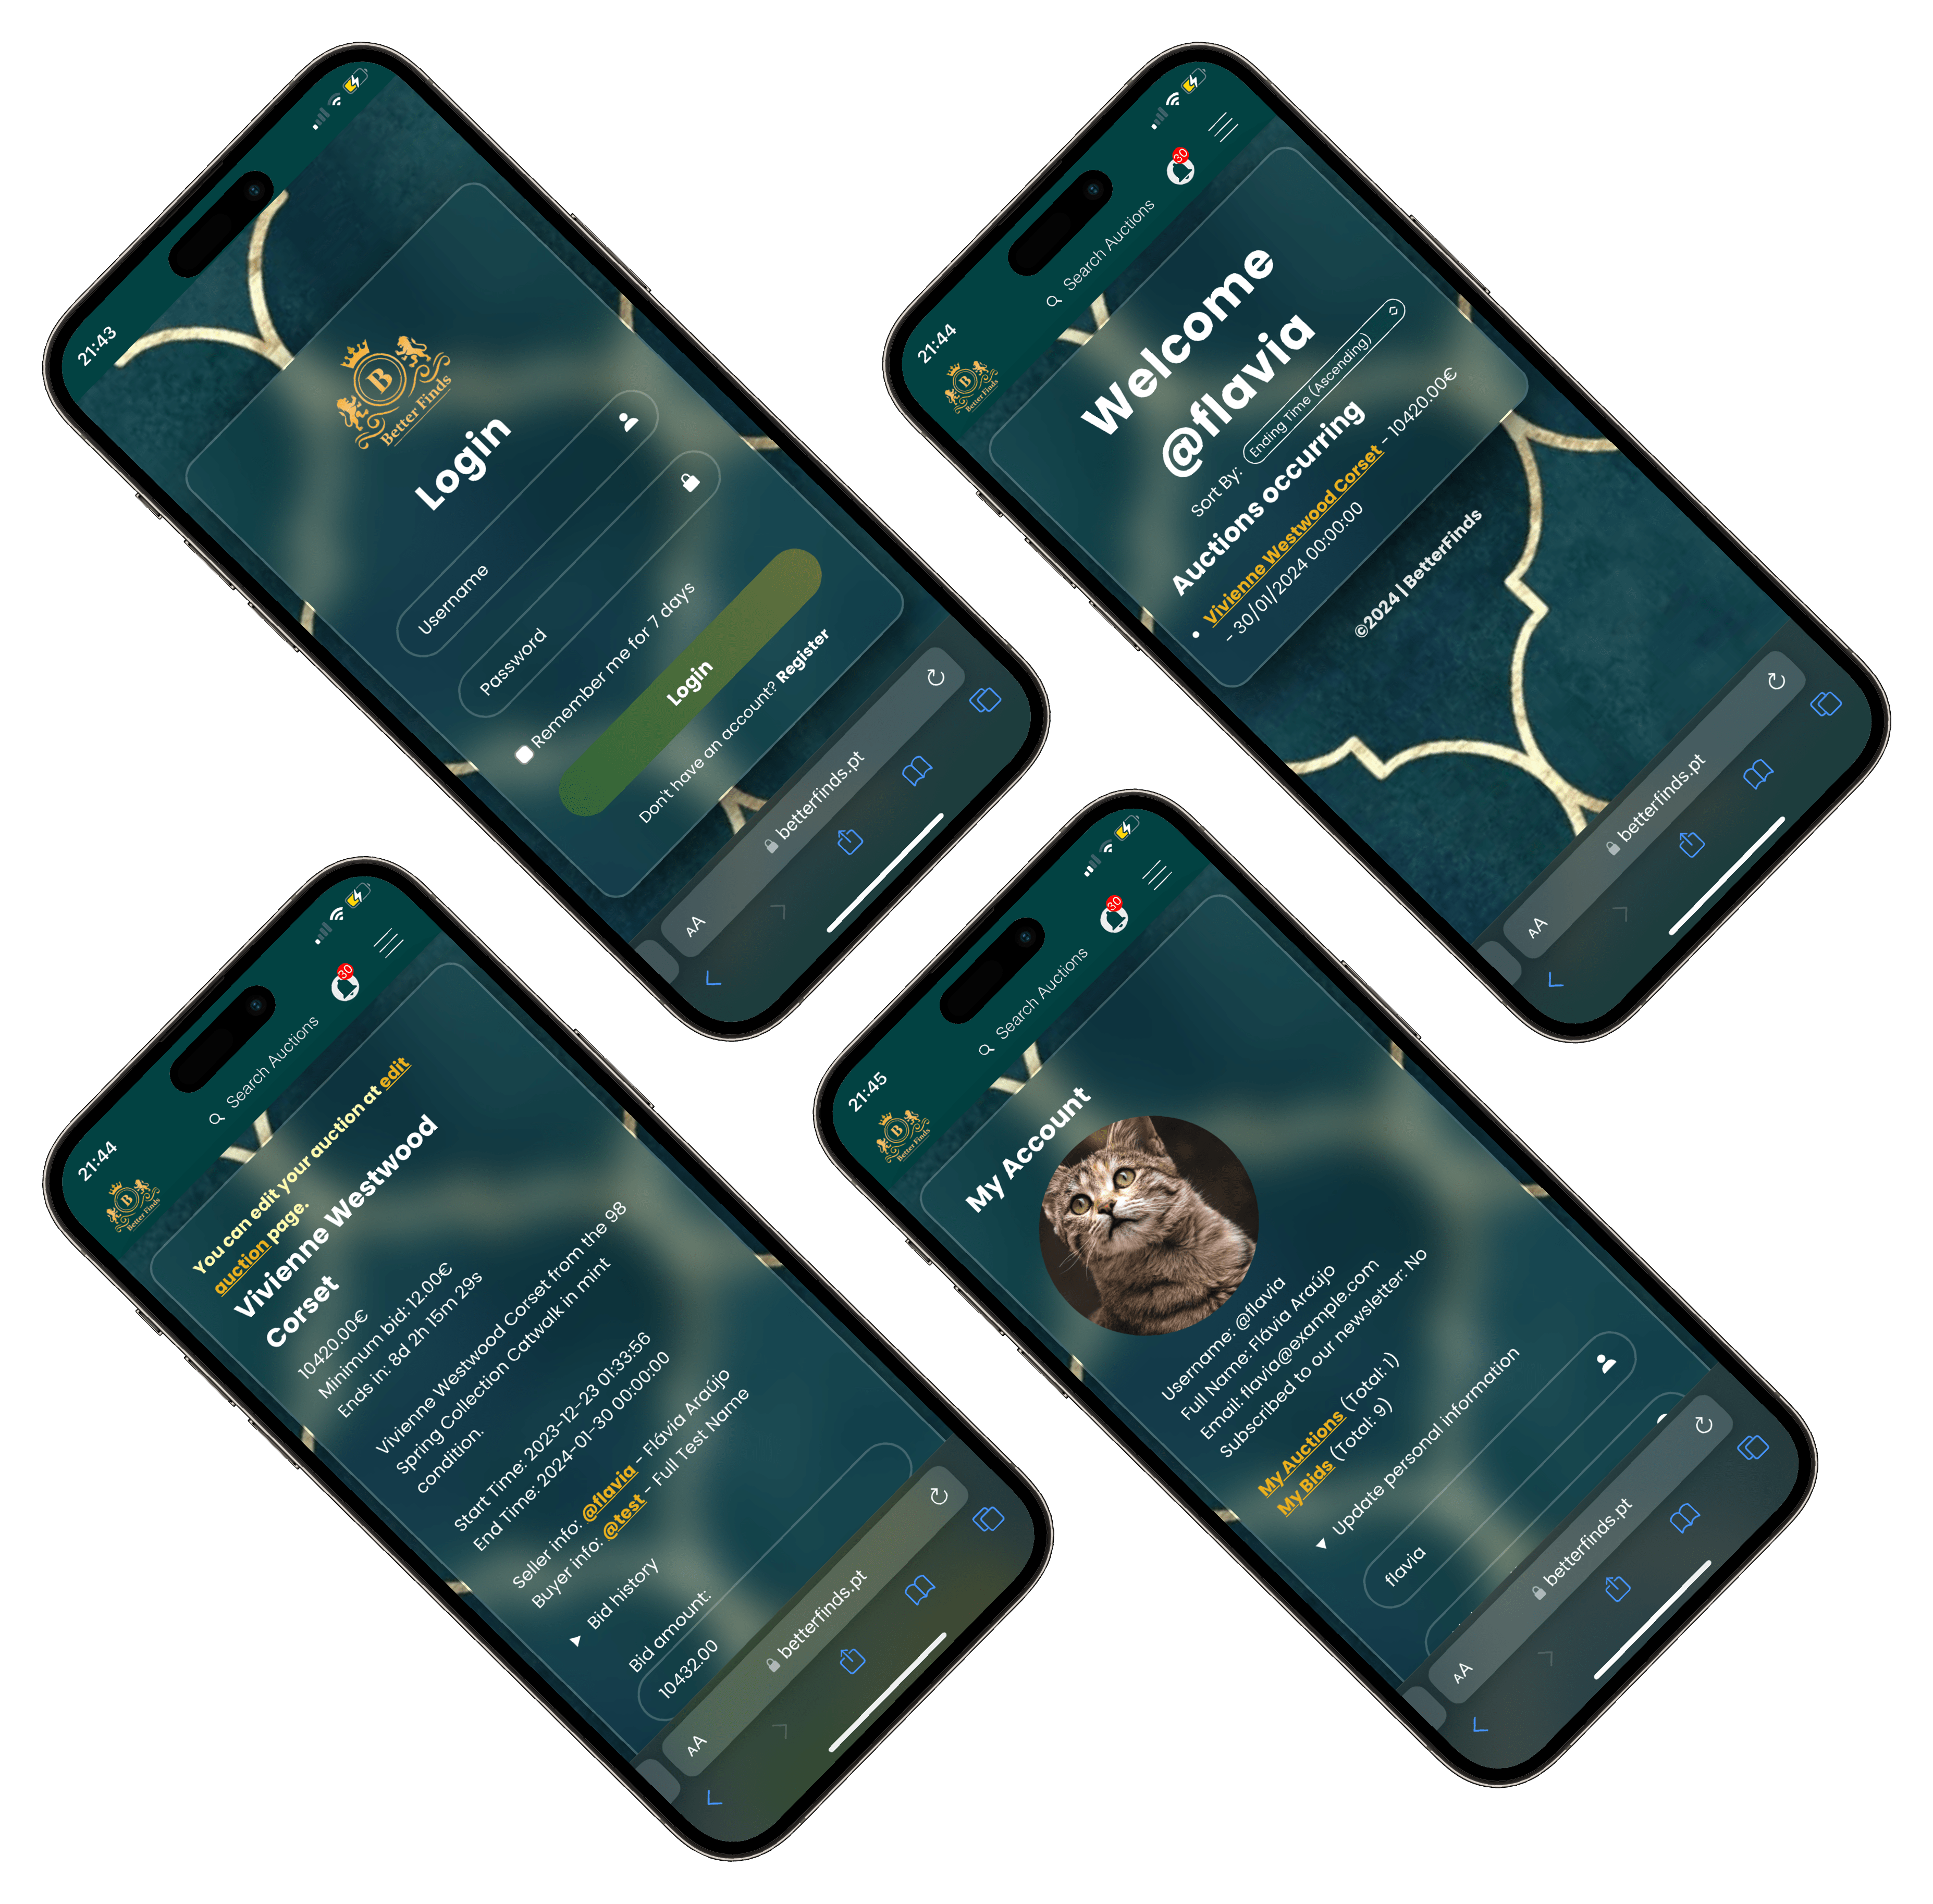 21:43
B
Better Finds
Login
Username
Password
Remember me for 7 days
Login
Don't have an account? Register
AA
betterfinds.pt
21:44
B
Better Finds
Search Auctions
30
Welcome
@flavia
Sort By: Ending Time (Ascending)
Auctions occurring
• Vivienne Westwood Corset - 10420.00€
- 30/01/2024 00:00:00
©2024 | BetterFinds
AA
betterfinds.pt
21:44
B
Better Finds
Search Auctions
30
You can edit your auction at edit
auction page.
Vivienne Westwood
Corset
10420.00€
Minimum bid: 12.00€
Ends in: 8d 2h 15m 29s
Vivienne Westwood Corset from the 98
Spring Collection Catwalk in mint
condition.
Start Time: 2023-12-23 01:33:56
End Time: 2024-01-30 00:00:00
Seller info: @flavia - Flávia Araújo
Buyer info: @test - Full Test Name
Bid history
Bid amount:
10432.00
AA
betterfinds.pt
21:45
B
Better Finds
Search Auctions
30
My Account
Username: @flavia
Full Name: Flávia Araújo
Email: flavia@example.com
Subscribed to our newsletter: No
My Auctions (Total: 1)
My Bids (Total: 9)
Update personal information
flavia
AA
betterfinds.pt